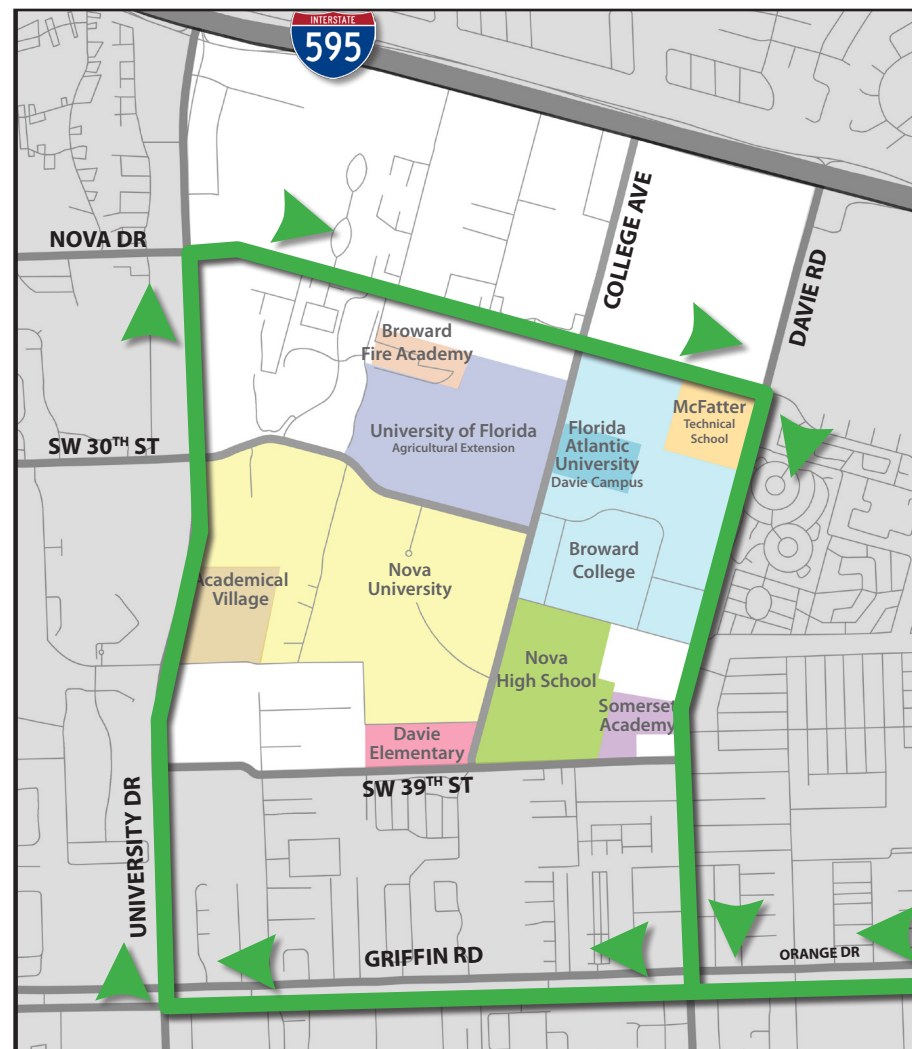 INTERSTATE
595
COLLEGE AVE
NOVA DR
DAVIE RD
Broward
Fire Academy
McFatter
Technical
School
University of Florida
Agricultural Extension
Florida
Atlantic
University
Davie Campus
SW 30TH ST
Broward
College
Academical
Village
Nova
University
Nova
High School
Somerset
Academy
Davie
Elementary
SW 39TH ST
UNIVERSITY DR
GRIFFIN RD
ORANGE DR